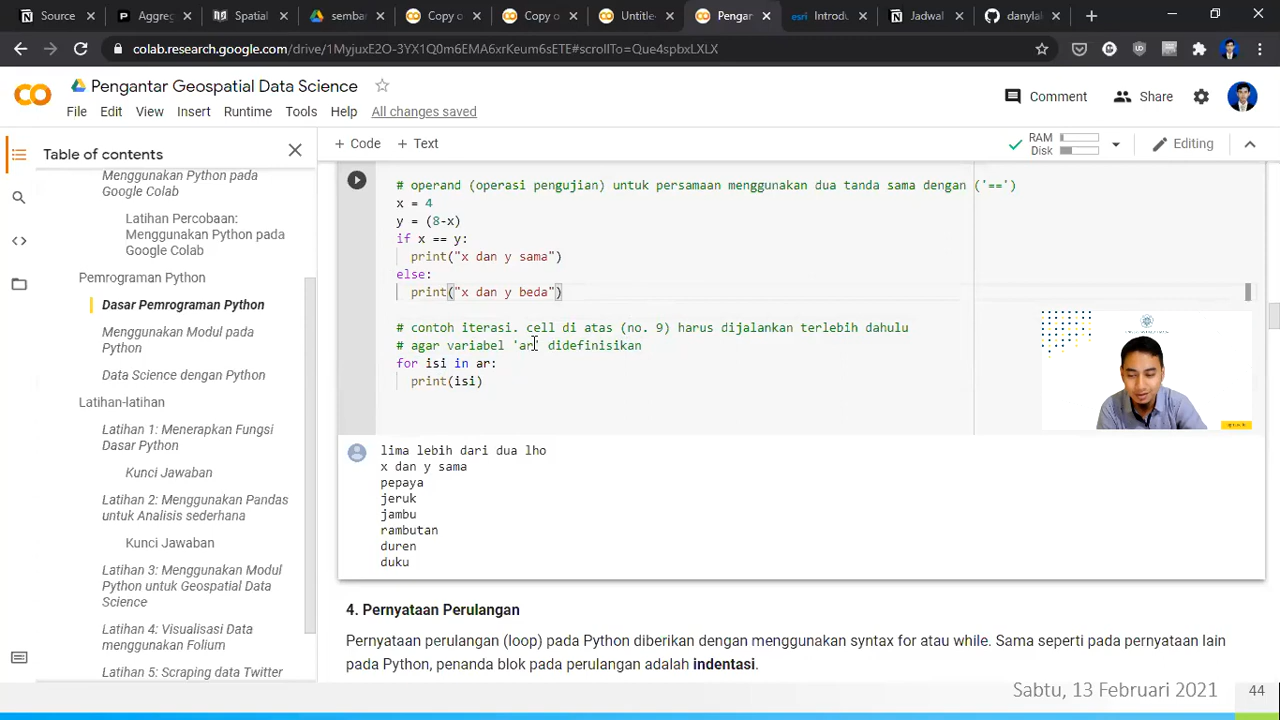 Source
Aggreg
Spatial
semba
Copy o
Copy o
Untitle
Pengan
esri
Introdu
Jadwal
danylak
colab.research.google.com/drive/1MyjuxE2O-3YX1Q0m6EMA6xrKeum6sETE#scrollTo=Que4spbxLXLX
Pengantar Geospatial Data Science
File Edit View Insert Runtime Tools Help All changes saved
Comment Share
+ Code + Text
RAM
Disk
Editing
Table of contents
Menggunakan Python pada
Google Colab
Latihan Percobaan:
Menggunakan Python pada
Google Colab
Pemrograman Python
Dasar Pemrograman Python
Menggunakan Modul pada
Python
Data Science dengan Python
Latihan-latihan
Latihan 1: Menerapkan Fungsi
Dasar Python
Kunci Jawaban
Latihan 2: Menggunakan Pandas
untuk Analisis sederhana
Kunci Jawaban
Latihan 3: Menggunakan Modul
Python untuk Geospatial Data
Science
Latihan 4: Visualisasi Data
menggunakan Folium
Latihan 5: Scraping data Twitter
# operand (operasi pengujian) untuk persamaan menggunakan dua tanda sama dengan ('==')
x = 4
y = (8-x)
if x == y:
print("x dan y sama")
else:
print("x dan y beda")
# contoh iterasi. cell di atas (no. 9) harus dijalankan terlebih dahulu
# agar variabel 'ar' didefinisikan
for isi in ar:
print(isi)
lima lebih dari dua lho
x dan y sama
pepaya
jeruk
jambu
rambutan
duren
duku
4. Pernyataan Perulangan
Pernyataan perulangan (loop) pada Python diberikan dengan menggunakan syntax for atau while. Sama seperti pada pernyataan lain
pada Python, penanda blok pada perulangan adalah indentasi.
Sabtu, 13 Februari 2021
44